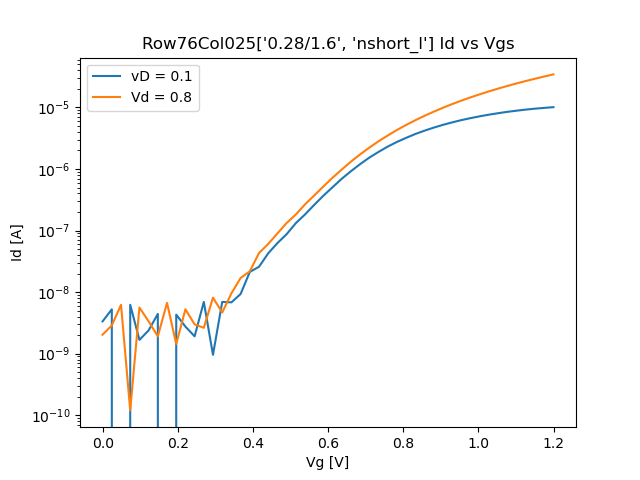 Row76Col025['0.28/1.6', 'nshort_l'] Id vs Vgs
vD = 0.1
Vd = 0.8
Id [A]
10⁻⁵
10⁻⁶
10⁻⁷
10⁻⁸
10⁻⁹
10⁻¹⁰
0.0 0.2 0.4 0.6 0.8 1.0 1.2
Vg [V]